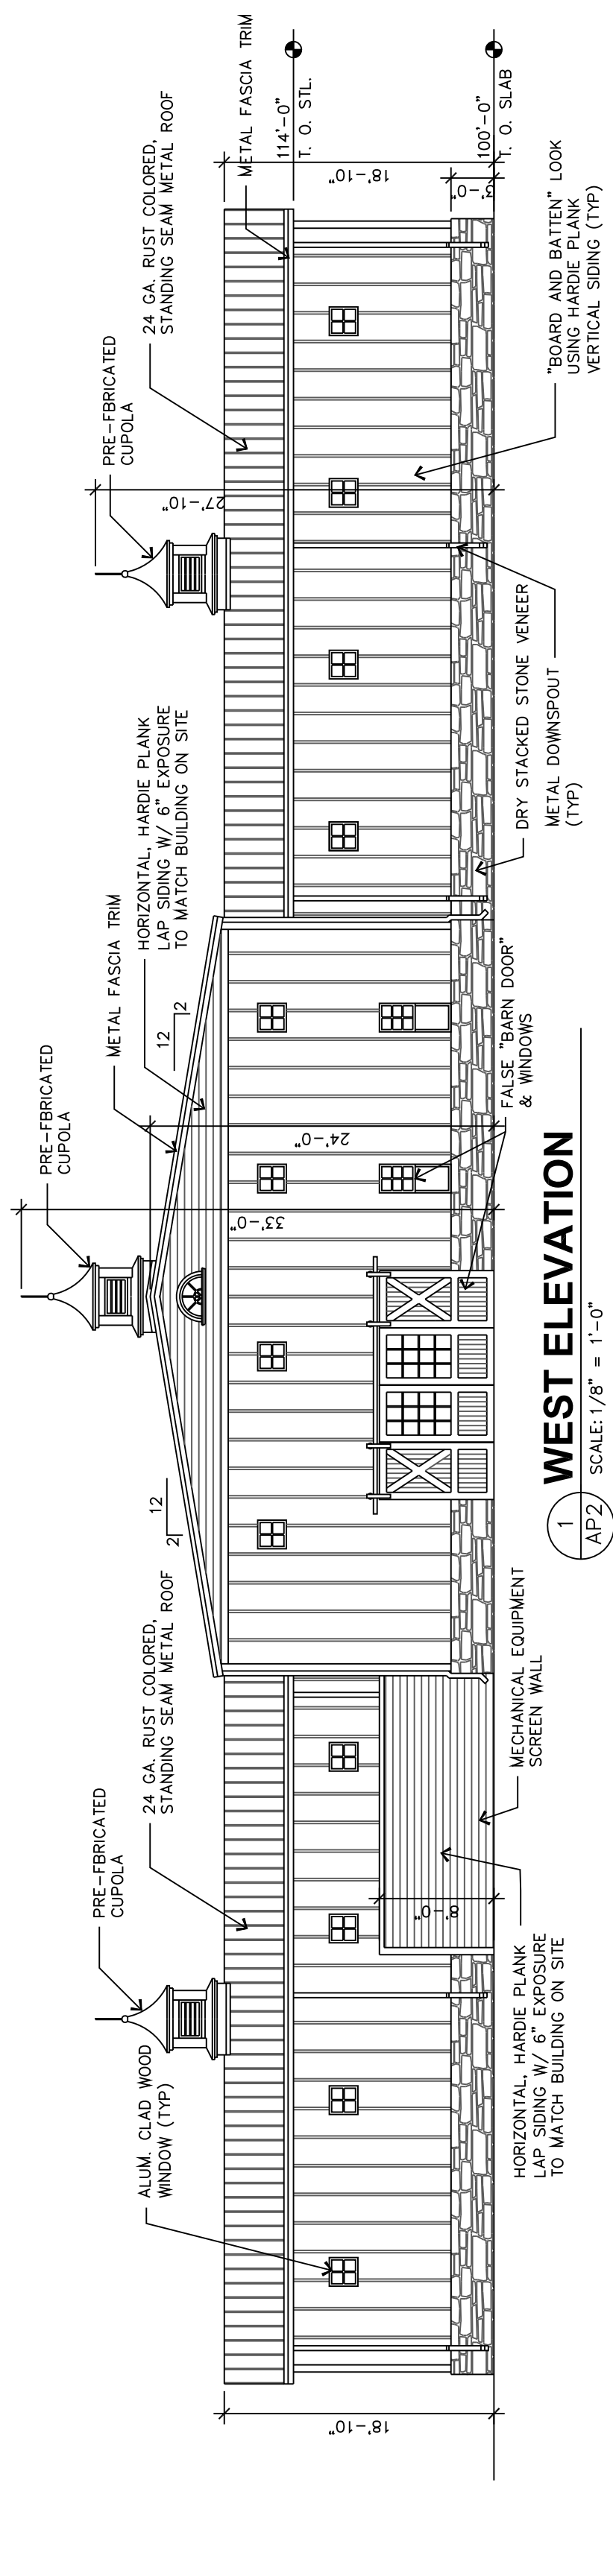 PRE-FBRICATED
CUPOLA
PRE-FBRICATED
CUPOLA
PRE-FBRICATED
CUPOLA
ALUM. CLAD WOOD
WINDOW (TYP)
24 GA. RUST COLORED,
STANDING SEAM METAL ROOF
12
2
METAL FASCIA TRIM
12
2
HORIZONTAL, HARDIE PLANK
LAP SIDING W/ 6" EXPOSURE
TO MATCH BUILDING ON SITE
24 GA. RUST COLORED,
STANDING SEAM METAL ROOF
METAL FASCIA TRIM
114'-0"
T. O. STL.
100'-0"
T. O. SLAB
18'-10"
8'-0"
33'-0"
24'-0"
27'-10"
18'-10"
3'-0"
HORIZONTAL, HARDIE PLANK
LAP SIDING W/ 6" EXPOSURE
TO MATCH BUILDING ON SITE
MECHANICAL EQUIPMENT
SCREEN WALL
FALSE "BARN DOOR"
& WINDOWS
DRY STACKED STONE VENEER
METAL DOWNSPOUT
(TYP)
"BOARD AND BATTEN" LOOK
USING HARDIE PLANK
VERTICAL SIDING (TYP)
1
AP2
WEST ELEVATION
SCALE: 1/8" = 1'-0"